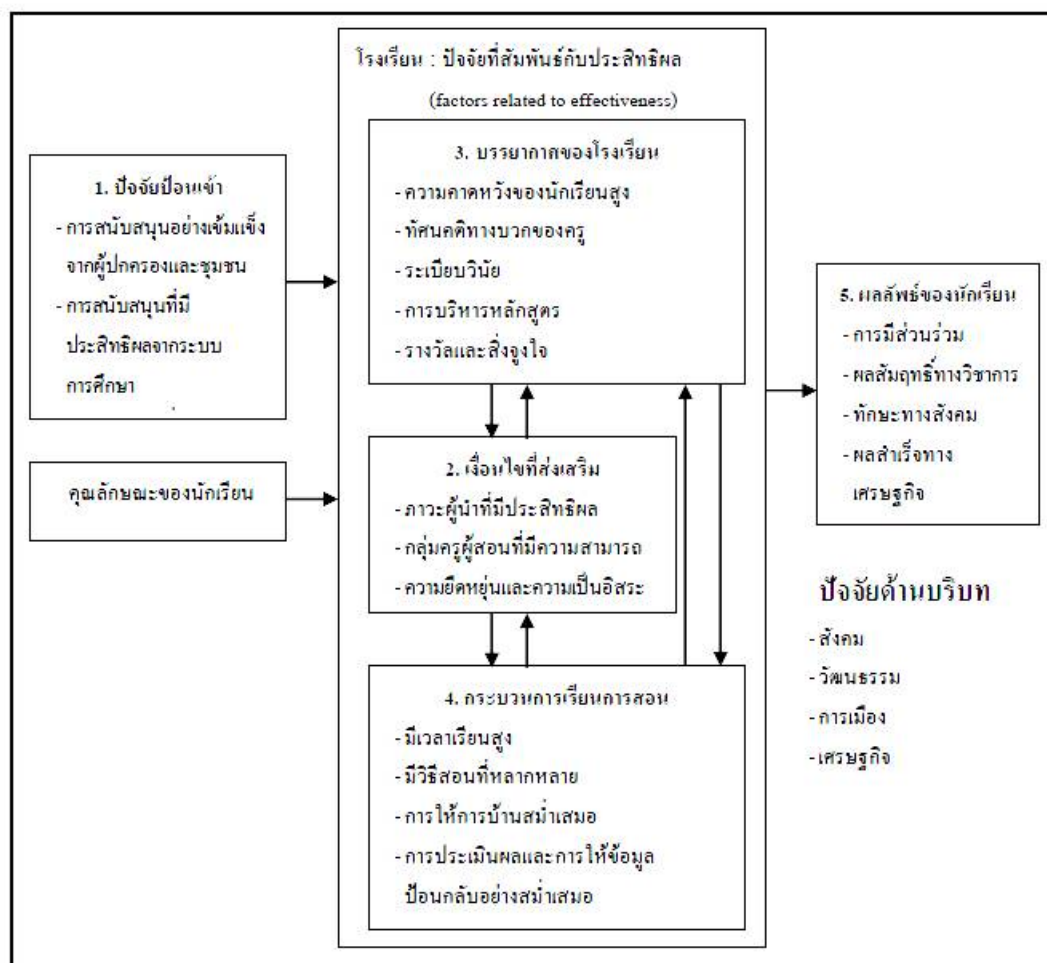 โรงเรียน : ปัจจัยที่สัมพันธ์กับประสิทธิผล
(factors related to effectiveness)
1. ปัจจัยป้อนเข้า
- การสนับสนุนอย่างเข้มแข็ง
จากผู้ปกครองและชุมชน
- การสนับสนุนที่มี
ประสิทธิผลจากระบบ
การศึกษา
คุณลักษณะของนักเรียน
3. บรรยากาศของโรงเรียน
- ความคาดหวังของนักเรียนสูง
- ทัศนคติทางบวกของครู
- ระเบียบวินัย
- การบริหารหลักสูตร
- รางวัลและสิ่งจูงใจ
2. เงื่อนไขที่ส่งเสริม
- ภาวะผู้นำที่มีประสิทธิผล
- กลุ่มครูผู้สอนที่มีความสามารถ
- ความยืดหยุ่นและความเป็นอิสระ
4. กระบวนการเรียนการสอน
- มีเวลาเรียนสูง
- มีวิธีสอนที่หลากหลาย
- การให้การบ้านสม่ำเสมอ
- การประเมินผลและการให้ข้อมูล
ป้อนกลับอย่างสม่ำเสมอ
5. ผลลัพธ์ของนักเรียน
- การมีส่วนร่วม
- ผลสัมฤทธิ์ทางวิชาการ
- ทักษะทางสังคม
- ผลสำเร็จทาง
เศรษฐกิจ
ปัจจัยด้านบริบท
- สังคม
- วัฒนธรรม
- การเมือง
- เศรษฐกิจ